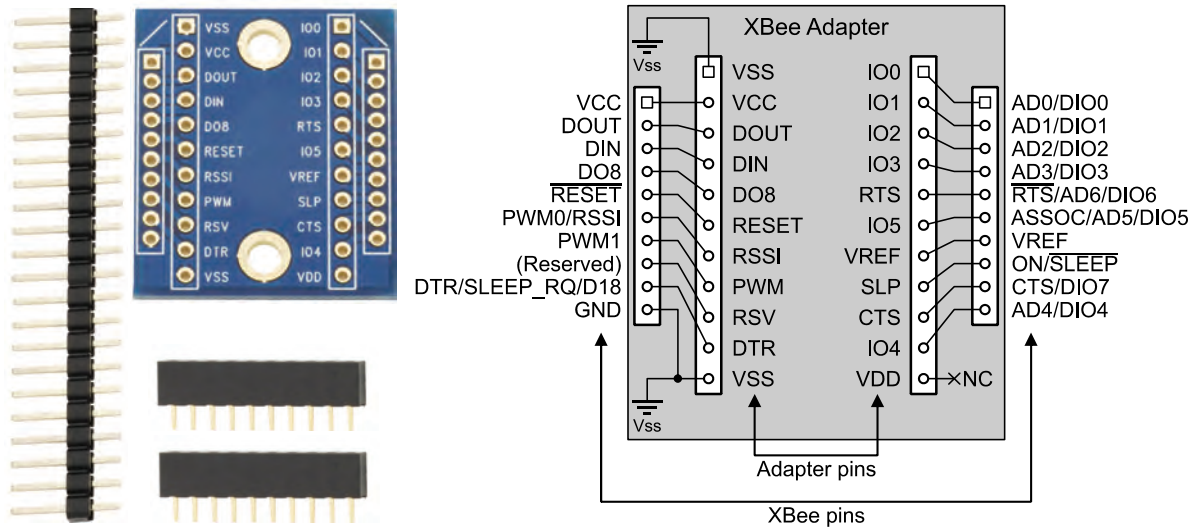 VSS IO0
VCC IO1
DOUT IO2
DIN IO3
DO8 RTS
RESET IO5
RSSI VREF
PWM SLP
RSV CTS
DTR IO4
VSS VDD
XBee Adapter
Vss
VSS IO0
VCC VCC IO1 AD0/DIO0
DOUT DOUT IO2 AD1/DIO1
DIN DIN IO3 AD2/DIO2
DO8 DO8 RTS AD3/DIO3
RESET RESET IO5 RTS/AD6/DIO6
PWM0/RSSI RSSI VREF ASSOC/AD5/DIO5
PWM1 PWM SLP VREF
(Reserved) RSV CTS ON/SLEEP
DTR/SLEEP_RQ/D18 DTR IO4 CTS/DIO7
GND VSS VDD NC AD4/DIO4
Vss
Adapter pins
XBee pins